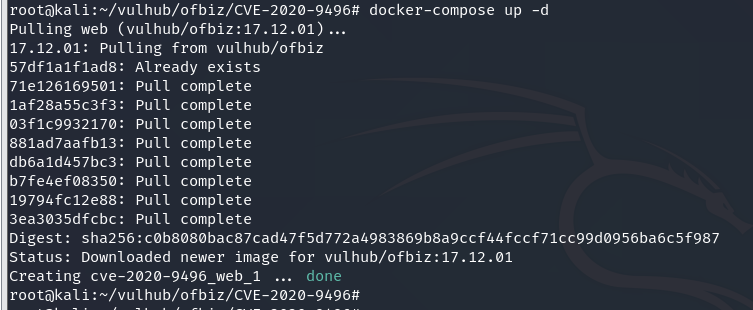 root@kali:~/vulhub/ofbiz/CVE-2020-9496# docker-compose up -d
Pulling web (vulhub/ofbiz:17.12.01)...
17.12.01: Pulling from vulhub/ofbiz
57df1a1f1ad8: Already exists
71e126169501: Pull complete
1af28a55c3f3: Pull complete
03f1c9932170: Pull complete
881ad7aafb13: Pull complete
db6a1d457bc3: Pull complete
b7fe4ef08350: Pull complete
19794fc12e88: Pull complete
3ea3035dfcbc: Pull complete
Digest: sha256:c0b8080bac87cad47f5d772a4983869b8a9ccf44fccf71cc99d0956ba6c5f987
Status: Downloaded newer image for vulhub/ofbiz:17.12.01
Creating cve-2020-9496_web_1 ... done
root@kali:~/vulhub/ofbiz/CVE-2020-9496#